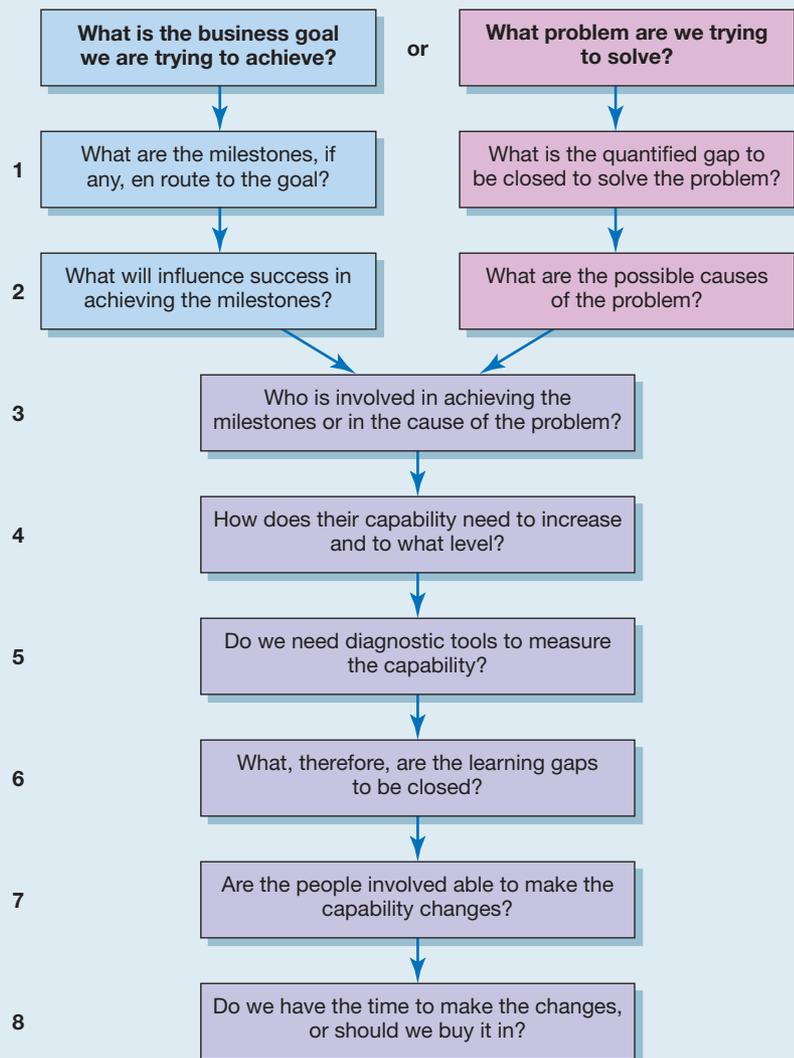 What is the business goal
we are trying to achieve?
or
What problem are we trying
to solve?
1
What are the milestones, if
any, en route to the goal?
What is the quantified gap to
be closed to solve the problem?
2
What will influence success in
achieving the milestones?
What are the possible causes
of the problem?
3
Who is involved in achieving the
milestones or in the cause of the problem?
4
How does their capability need to increase
and to what level?
5
Do we need diagnostic tools to measure
the capability?
6
What, therefore, are the learning gaps
to be closed?
7
Are the people involved able to make the
capability changes?
8
Do we have the time to make the changes,
or should we buy it in?